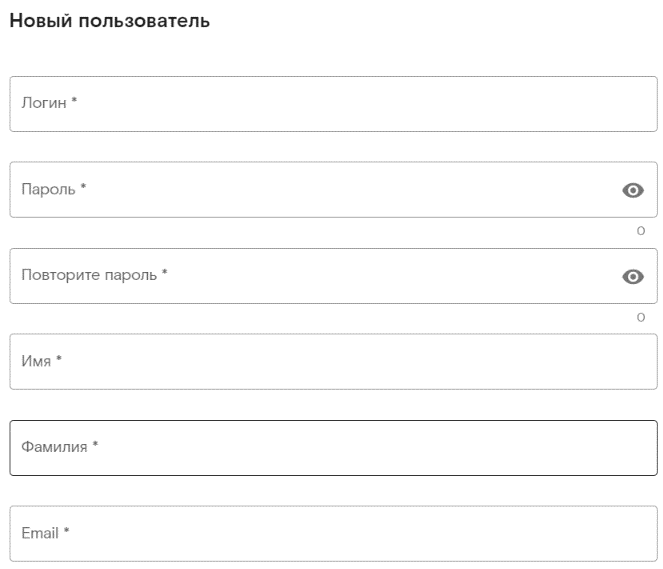 Новый пользователь
Логин *
Пароль *
0
Повторите пароль *
0
Имя *
Фамилия *
Email *